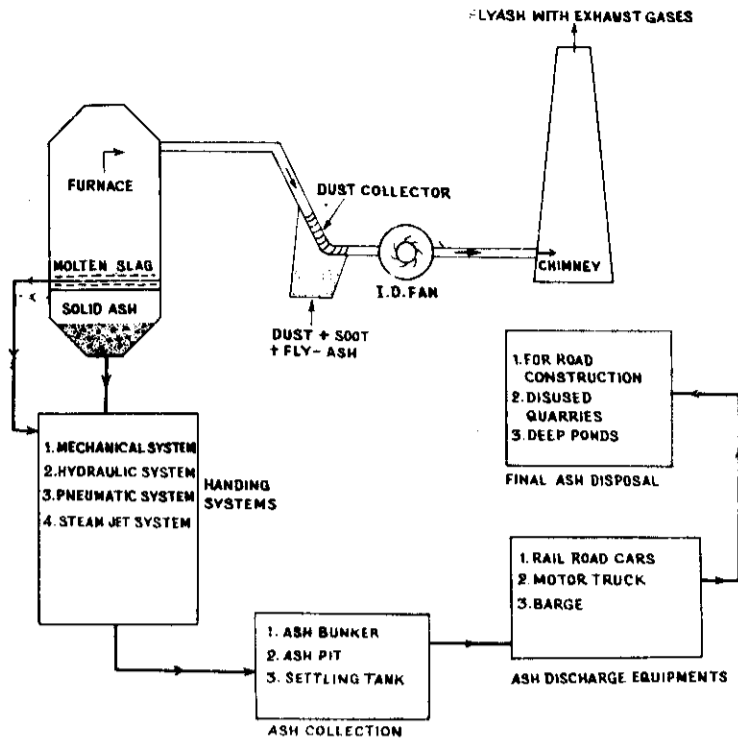 FLYASH WITH EXHAUST GASES
FURNACE
DUST COLLECTOR
MOLTEN SLAG
CHIMNEY
I.D. FAN
SOLID ASH
DUST + SOOT
+ FLY-ASH
1. FOR ROAD
CONSTRUCTION
2. DISUSED
QUARRIES
3. DEEP PONDS
FINAL ASH DISPOSAL
1. MECHANICAL SYSTEM
2. HYDRAULIC SYSTEM
3. PNEUMATIC SYSTEM
4. STEAM JET SYSTEM
HANDING
SYSTEMS
1. RAIL ROAD CARS
2. MOTOR TRUCK
3. BARGE
ASH DISCHARGE EQUIPMENTS
1. ASH BUNKER
2. ASH PIT
3. SETTLING TANK
ASH COLLECTION